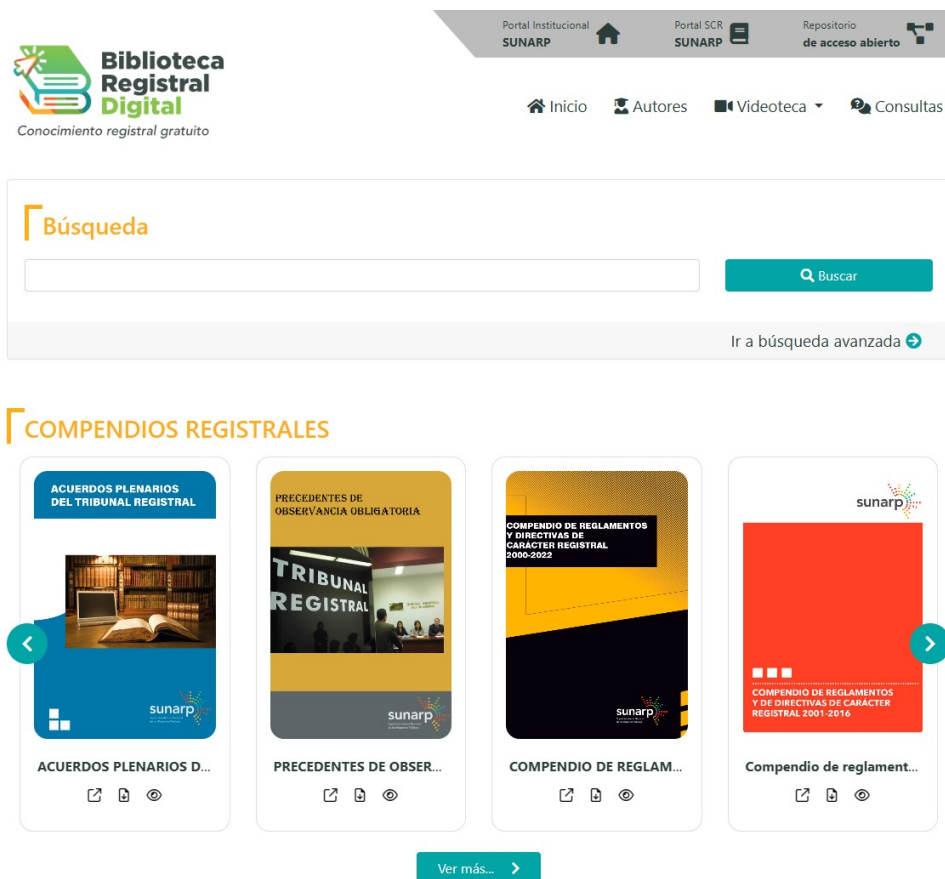 Portal Institucional
SUNARP
Portal SCR
SUNARP
Repositorio
de acceso abierto
Biblioteca
Registral
Digital
Conocimiento registral gratuito
Inicio
Autores
Videoteca
Consultas
Búsqueda
Buscar
Ir a búsqueda avanzada
COMPENDIOS REGISTRALES
ACUERDOS PLENARIOS
DEL TRIBUNAL REGISTRAL
sunarp
PRECEDENTES DE
OBSERVANCIA OBLIGATORIA
TRIBUNAL
REGISTRAL
sunarp
COMPENDIO DE REGLAMENTOS
Y DIRECTIVAS DE
CARÁCTER REGISTRAL
2000-2022
sunarp
sunarp
COMPENDIO DE REGLAMENTOS
Y DE DIRECTIVAS DE CARÁCTER
REGISTRAL 2001-2016
ACUERDOS PLENARIOS D...
PRECEDENTES DE OBSER...
COMPENDIO DE REGLAM...
Compendio de reglament...
Ver más...